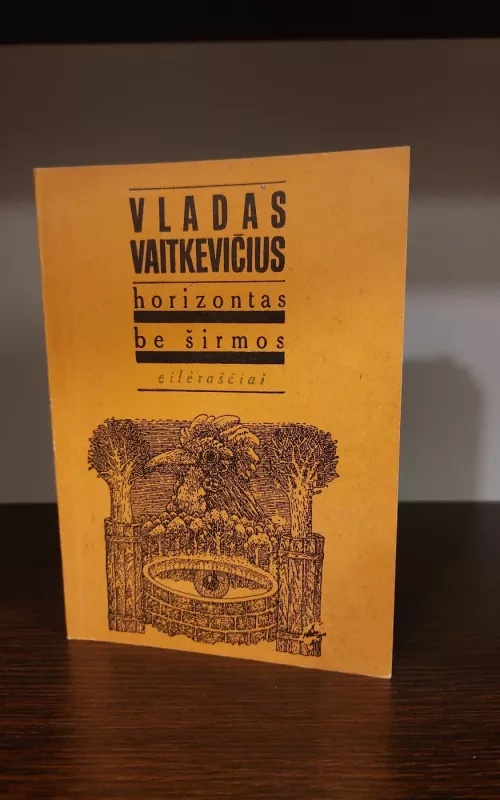 VLADAS
VAITKEVIČIUS
horizontas
be širmos
eilėraščiai